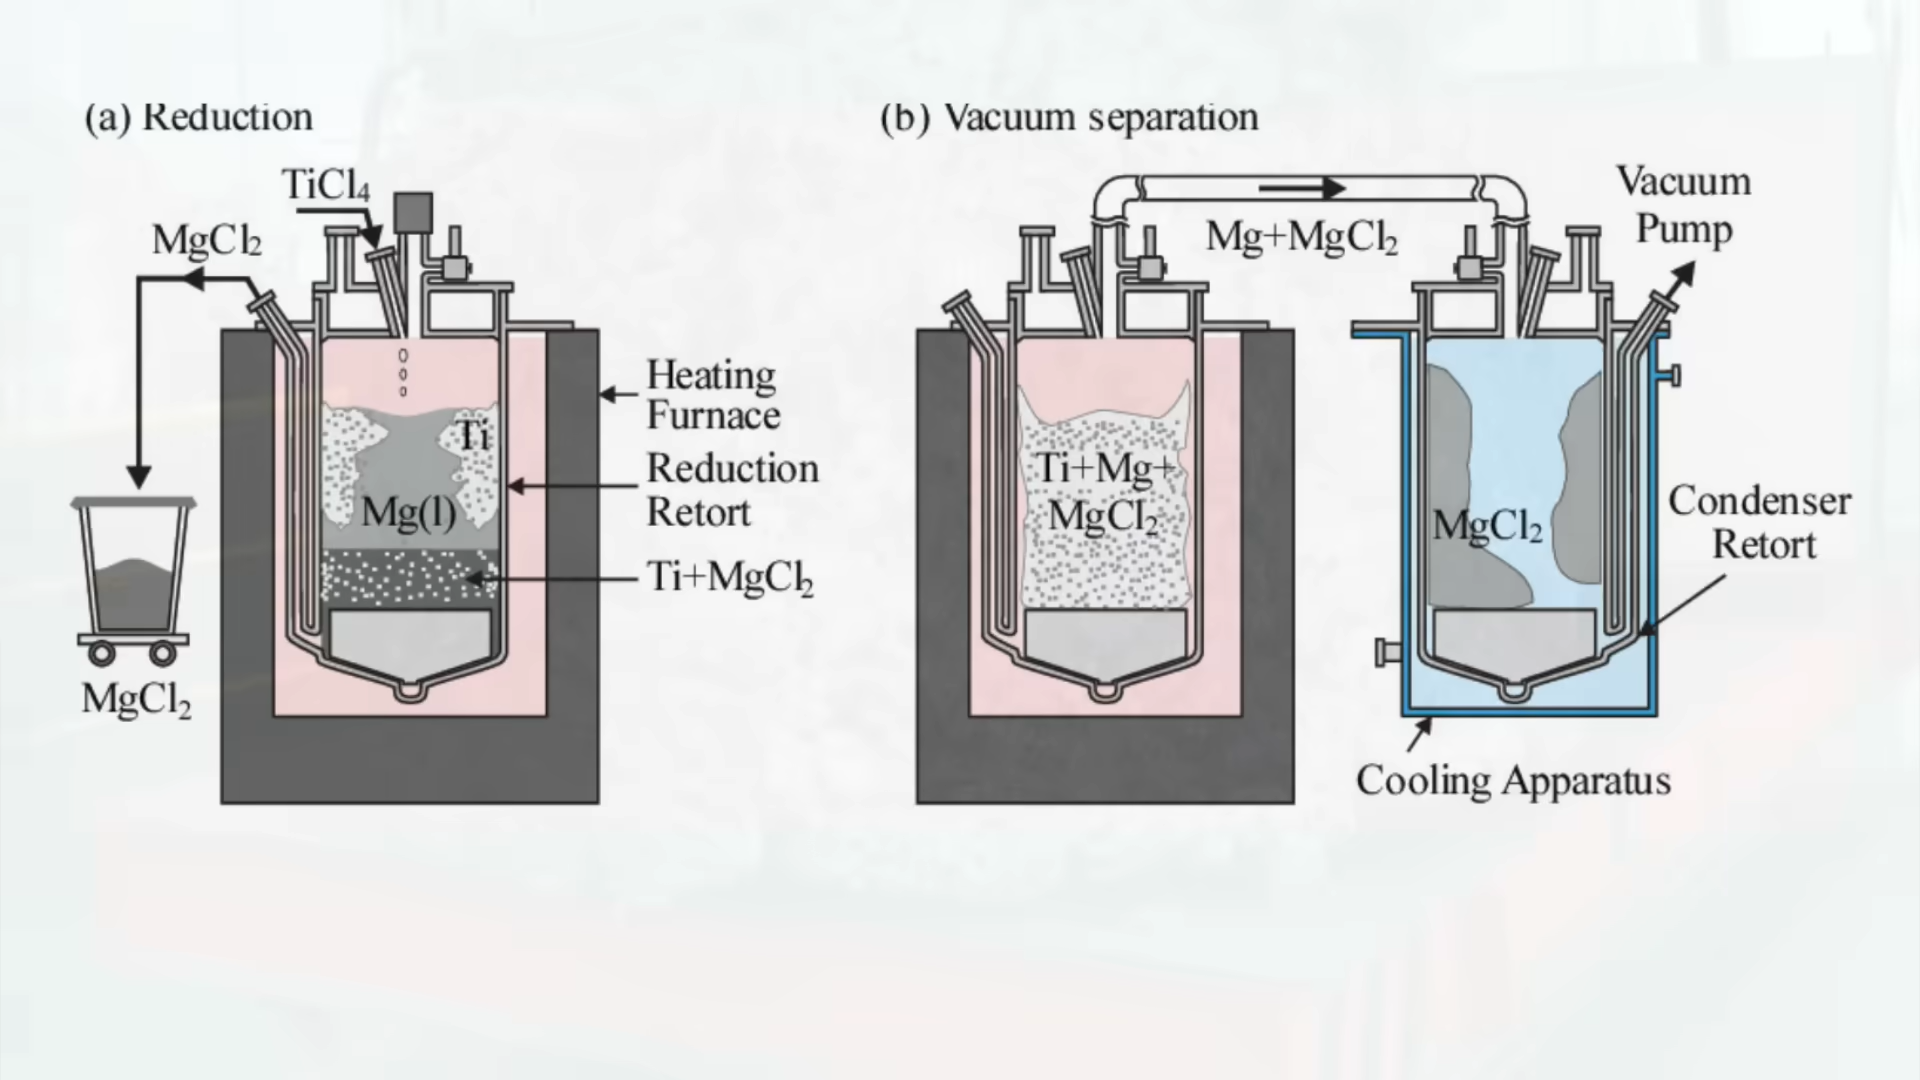 (a) Reduction
TiCl₄
MgCl₂
Heating
Furnace
Ti
Reduction
Retort
Mg(l)
Ti+MgCl₂
MgCl₂
(b) Vacuum separation
Vacuum
Pump
Mg+MgCl₂
Ti+Mg+
MgCl₂
MgCl₂
Condenser
Retort
Cooling Apparatus